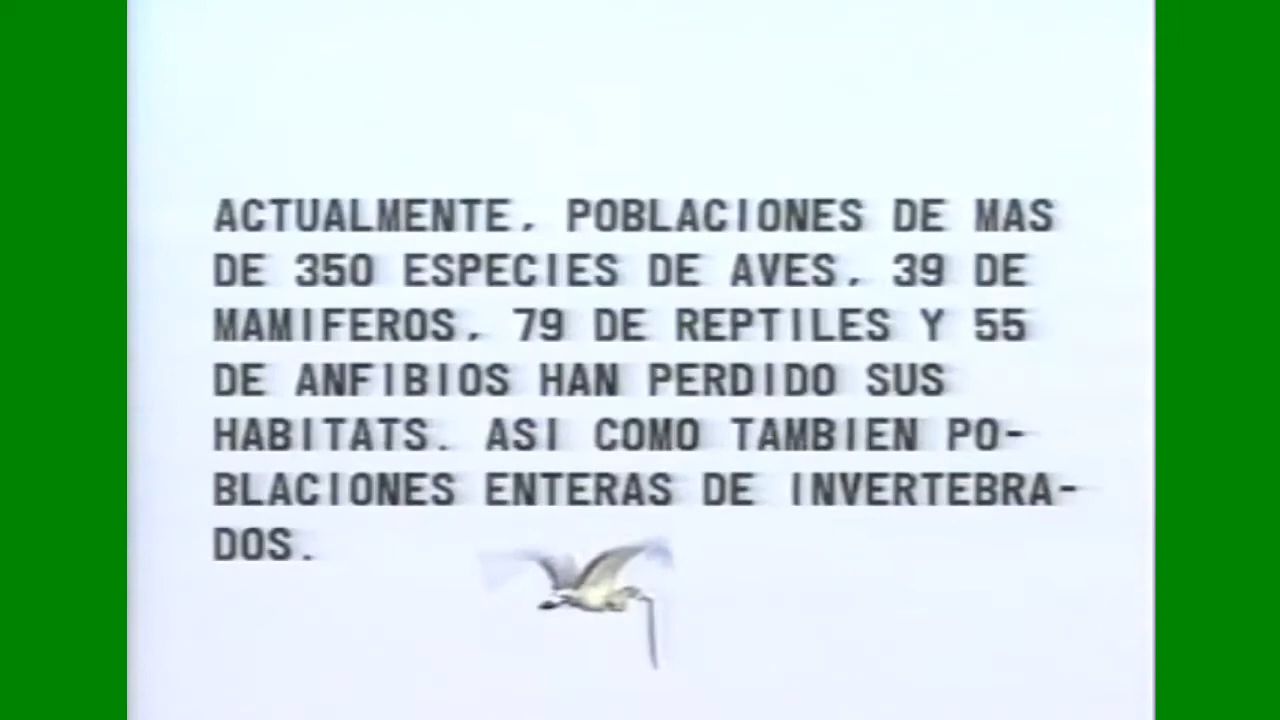 ACTUALMENTE, POBLACIONES DE MAS
DE 350 ESPECIES DE AVES, 39 DE
MAMIFEROS, 79 DE REPTILES Y 55
DE ANFIBIOS HAN PERDIDO SUS
HABITATS. ASI COMO TAMBIEN PO-
BLACIONES ENTERAS DE INVERTEBRA-
DOS.